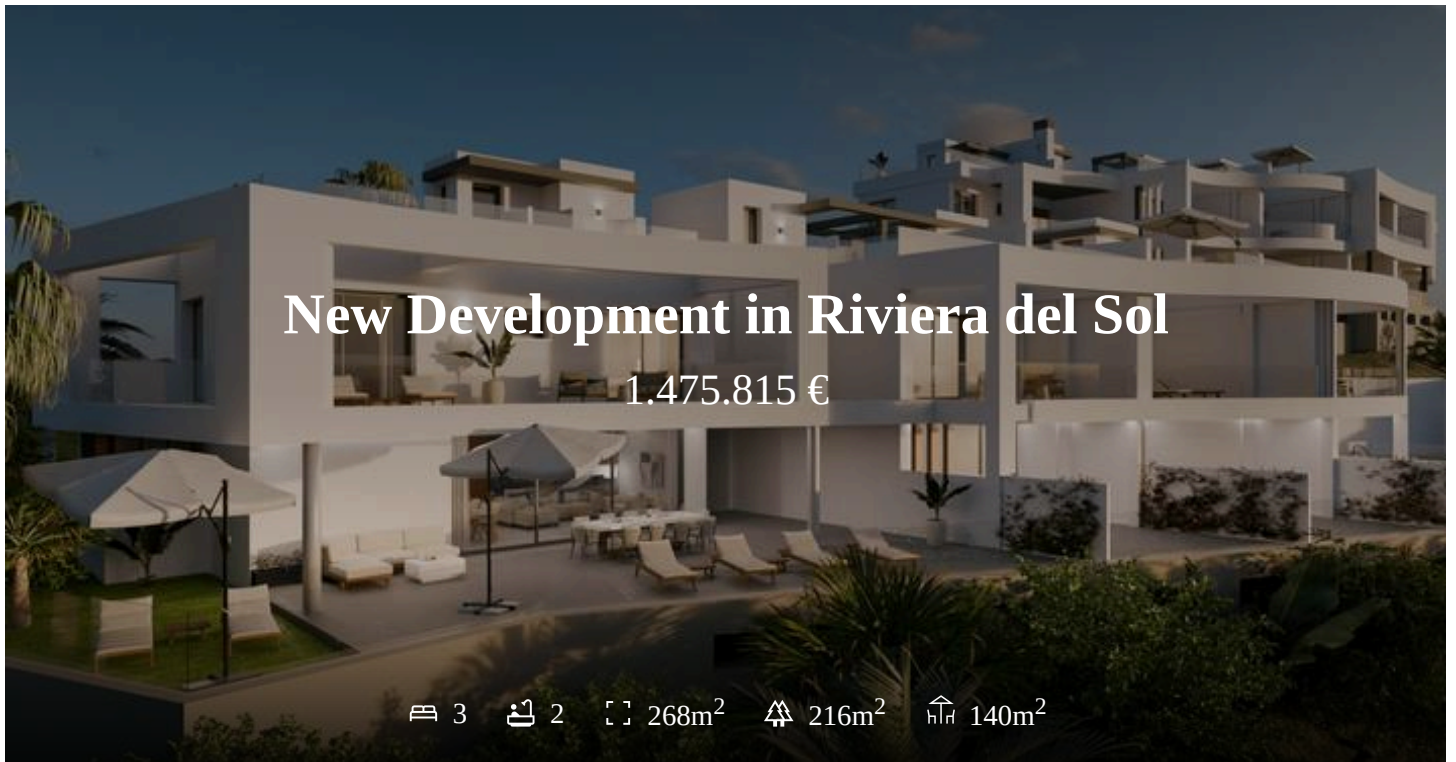 New Development in Riviera del Sol
1.475.815 €
3 2 268m² 216m² 140m²